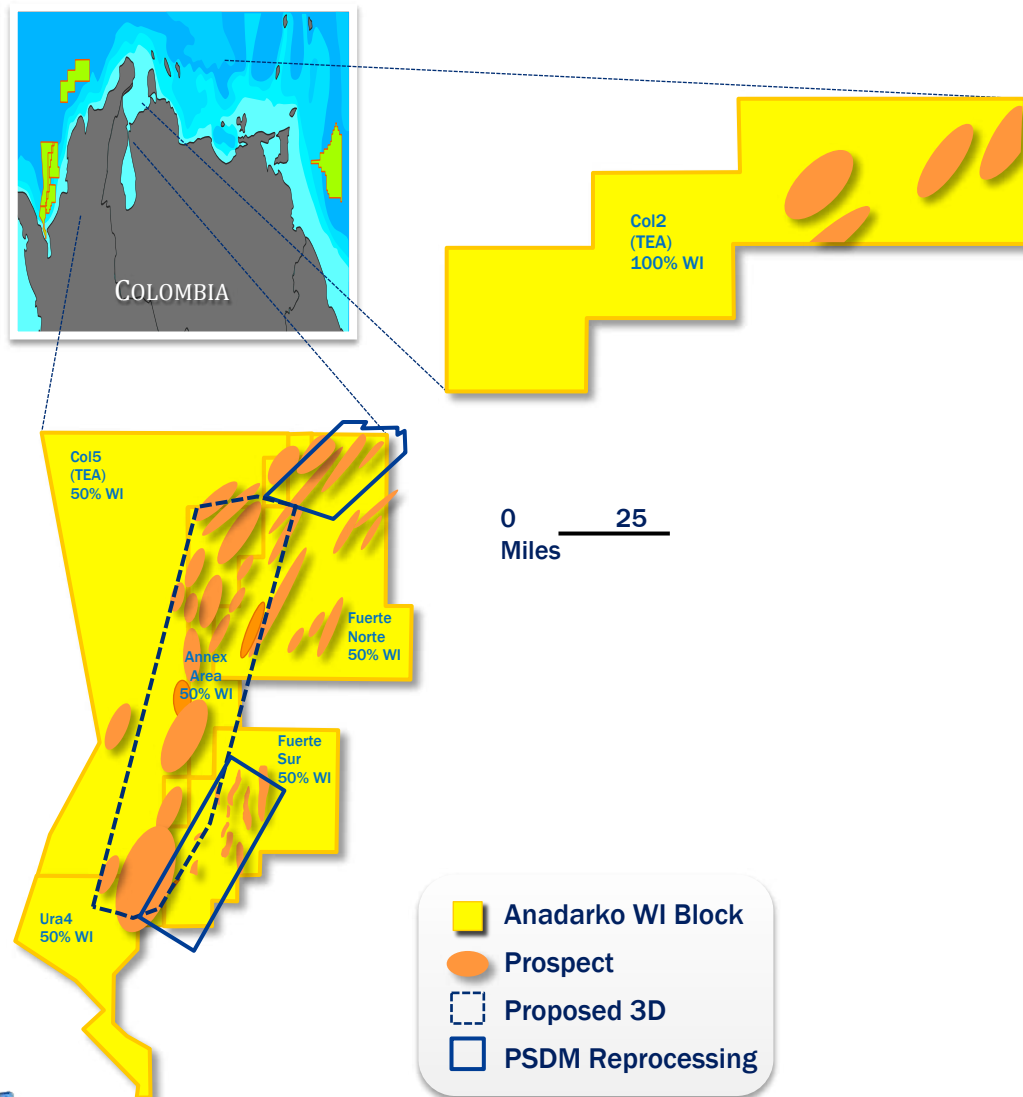 COLOMBIA
Col2
(TEA)
100% WI
Col5
(TEA)
50% WI
0 25
Miles
Fuerte
Norte
50% WI
Annex
Area
50% WI
Fuerte
Sur
50% WI
Ura4
50% WI
Anadarko WI Block
Prospect
Proposed 3D
PSDM Reprocessing